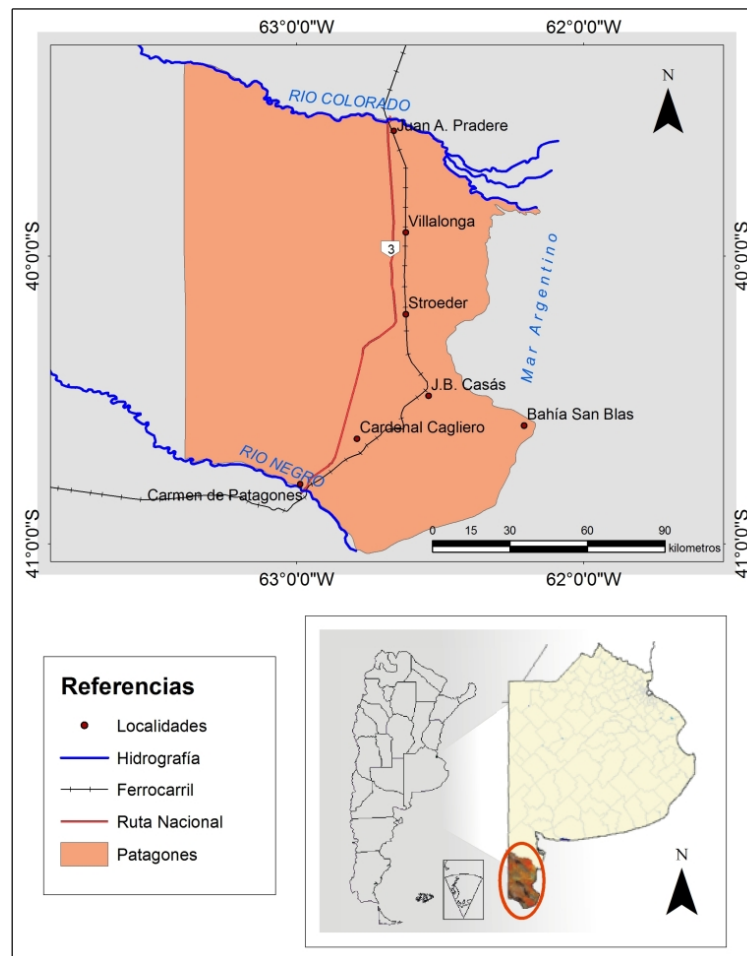 63°0'0"W
62°0'0"W
N
RIO COLORADO
Juan A. Pradere
Villalonga
40°0'0"S
3
40°0'0"S
Mar Argentino
Stroeder
J.B. Casás
Bahía San Blas
Cardenal Cagliero
RIO NEGRO
Carmen de Patagones
0 15 30 60 90
kilometros
41°0'0"S
41°0'0"S
63°0'0"W
62°0'0"W
Referencias
Localidades
Hidrografía
Ferrocarril
Ruta Nacional
Patagones
N